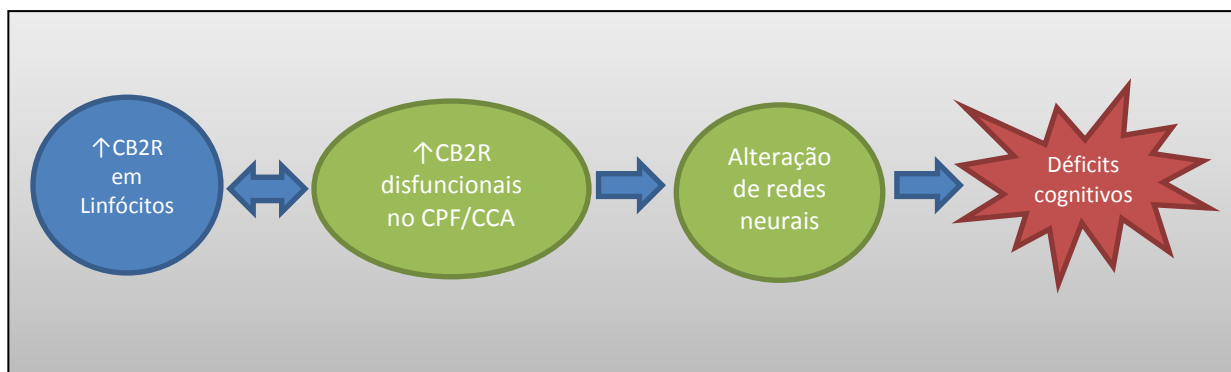 ↑CB2R
em
Linfócitos
↑CB2R
disfuncionais
no CPF/CCA
Alteração
de redes
neurais
Déficits
cognitivos